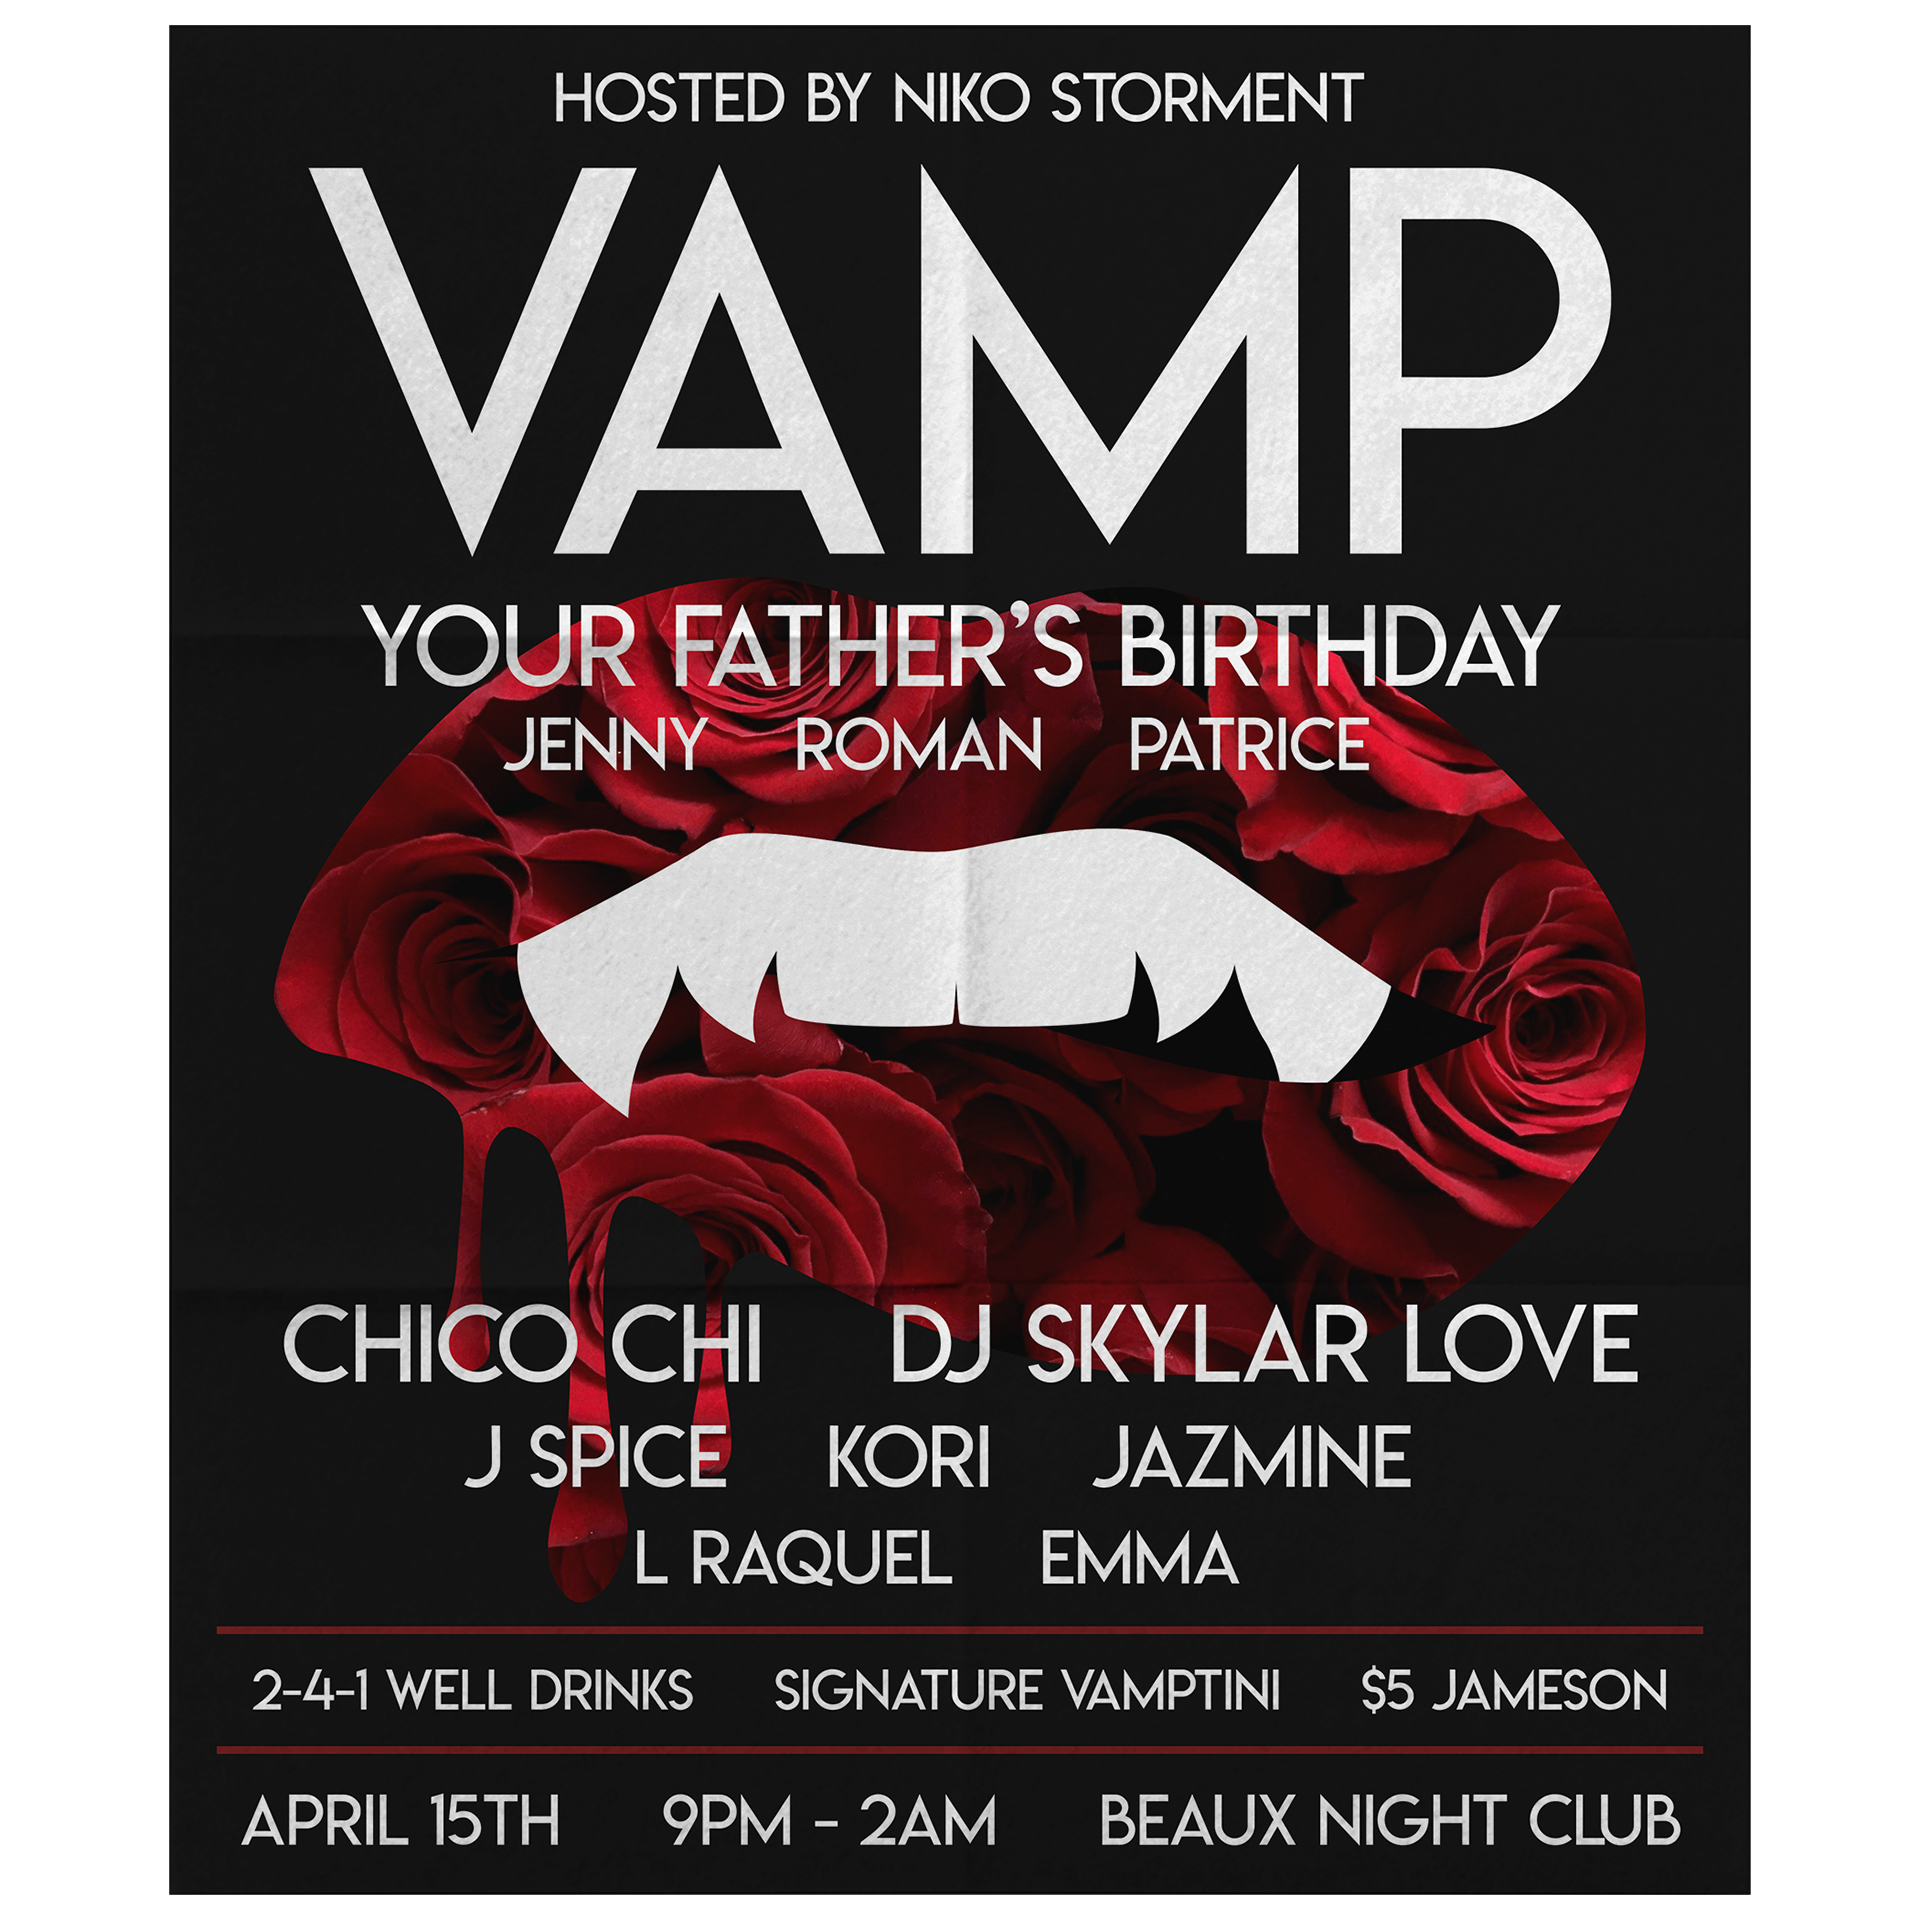 HOSTED BY NIKO STORMENT
VAMP
YOUR FATHER'S BIRTHDAY
JENNY ROMAN PATRICE
CHICO CHI DJ SKYLAR LOVE
J SPICE KORI JAZMINE
L RAQUEL EMMA
2-4-1 WELL DRINKS SIGNATURE VAMPTINI $5 JAMESON
APRIL 15TH 9PM - 2AM BEAUX NIGHT CLUB